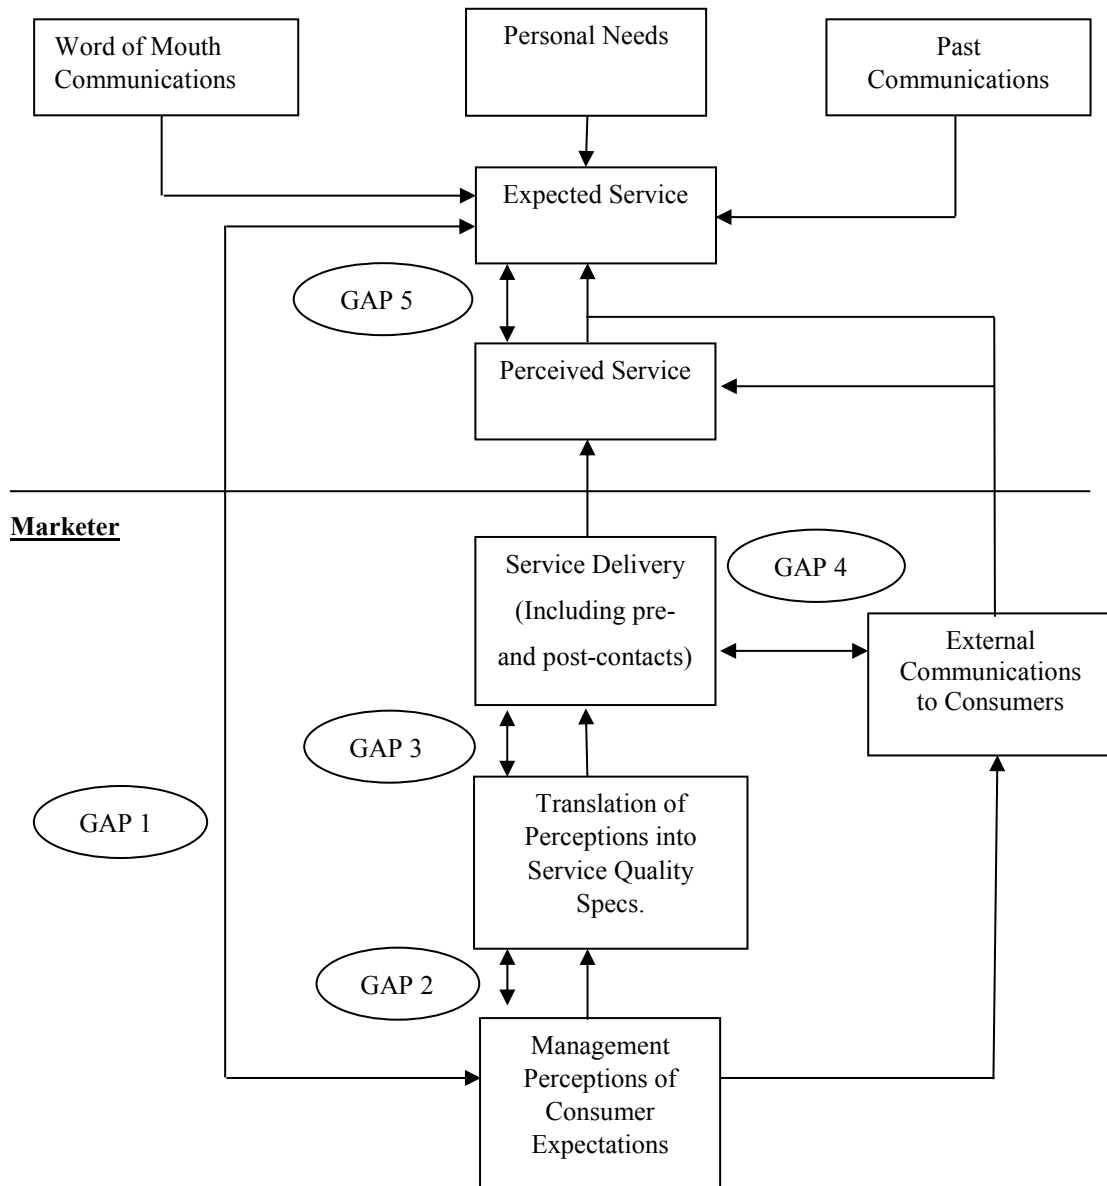 Word of Mouth
Communications
Personal Needs
Past
Communications
Expected Service
GAP 5
Perceived Service
Marketer
Service Delivery
(Including pre-
and post-contacts)
GAP 4
External
Communications
to Consumers
GAP 3
GAP 1
Translation of
Perceptions into
Service Quality
Specs.
GAP 2
Management
Perceptions of
Consumer
Expectations